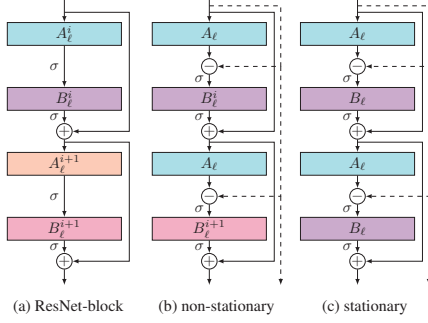 A_ℓ^i
σ
B_ℓ^i
σ
+
A_ℓ^{i+1}
σ
B_ℓ^{i+1}
σ
+
(a) ResNet-block
A_ℓ
−
σ
B_ℓ^i
σ
+
A_ℓ
−
σ
B_ℓ^{i+1}
σ
+
(b) non-stationary
A_ℓ
−
σ
B_ℓ
σ
+
A_ℓ
−
σ
B_ℓ
σ
+
(c) stationary